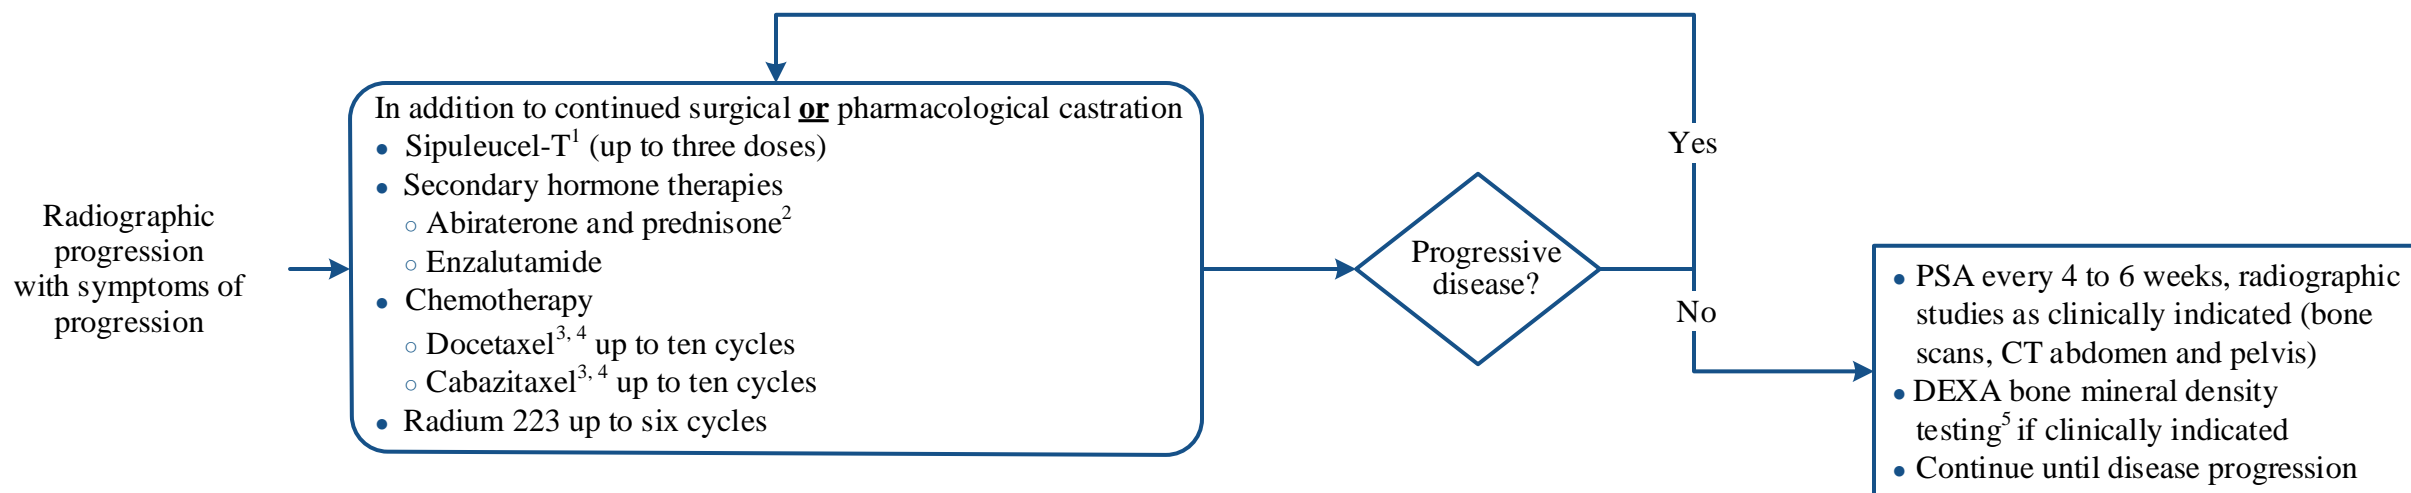 Radiographic
progression
with symptoms of
progression
In addition to continued surgical or pharmacological castration
● Sipuleucel-T1 (up to three doses)
● Secondary hormone therapies
○ Abiraterone and prednisone2
○ Enzalutamide
● Chemotherapy
○ Docetaxel3, 4 up to ten cycles
○ Cabazitaxel3, 4 up to ten cycles
● Radium 223 up to six cycles
Progressive
disease?
Yes
No
● PSA every 4 to 6 weeks, radiographic
studies as clinically indicated (bone
scans, CT abdomen and pelvis)
● DEXA bone mineral density
testing5 if clinically indicated
● Continue until disease progression